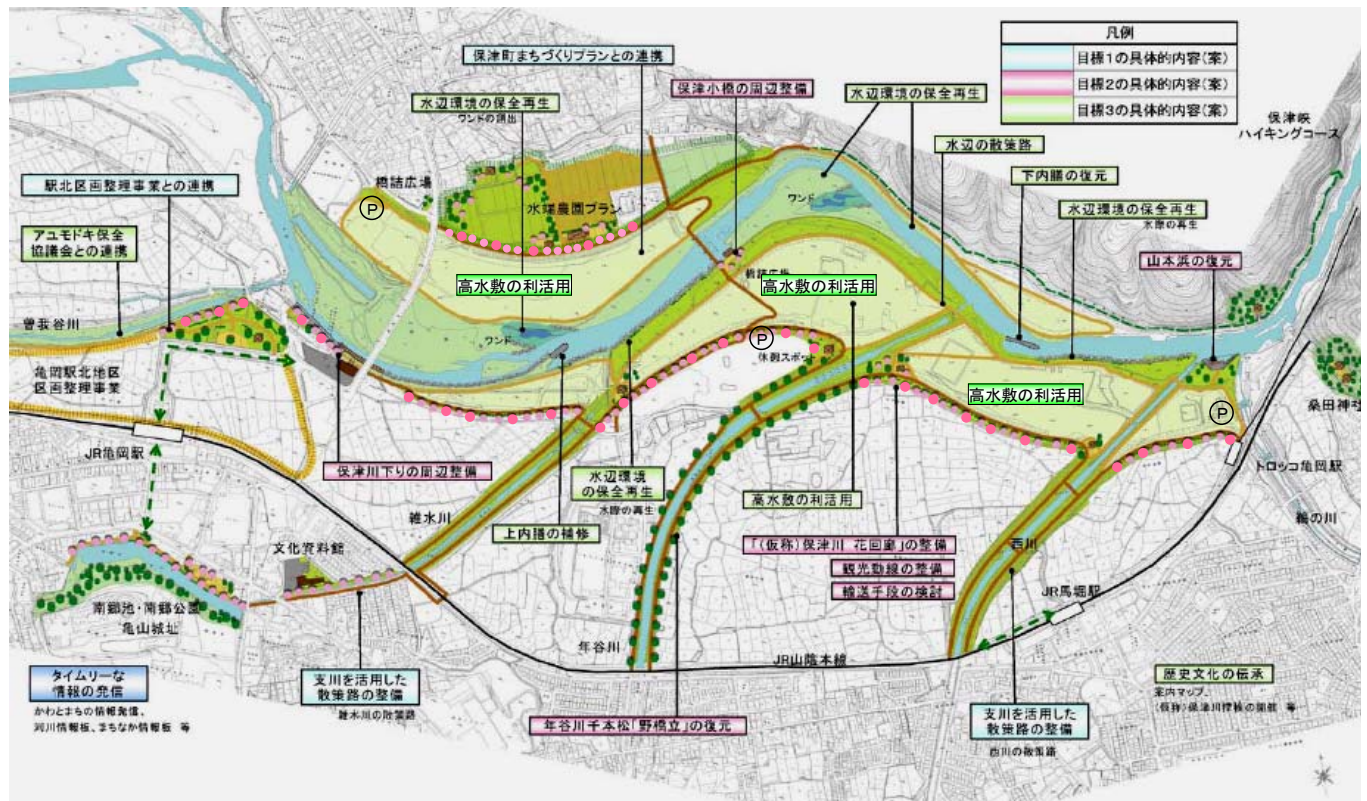 凡例
目標1の具体的内容(案)
目標2の具体的内容(案)
目標3の具体的内容(案)
保津町まちづくりプランとの連携
保津小橋の周辺整備
水辺環境の保全再生
ワンドの創出
水辺環境の保全再生
保津峡
ハイキングコース
水辺の散策路
下内膳の復元
駅北区画整理事業との連携
橋詰広場
P
水端農園プラン
ワンド
水辺環境の保全再生
水際の再生
アユモドキ保全
協議会との連携
山本浜の復元
高水敷の利活用
橋詰広場
高水敷の利活用
曽我谷川
ワンド
P
休憩スポット
亀岡駅北地区
区画整理事業
高水敷の利活用
P
桑田神社
JR亀岡駅
保津川下りの周辺整備
水辺環境
の保全再生
水際の再生
高水敷の利活用
トロッコ亀岡駅
鵜の川
雑水川
上内膳の補修
文化資料館
「(仮称)保津川 花回廊」の整備
観光動線の整備
輸送手段の検討
西川
JR馬堀駅
南郷池・南郷公園
亀山城址
年谷川
JR山陰本線
タイムリーな
情報の発信
かわとまちの情報発信、
河川情報板、まちなか情報板 等
支川を活用した
散策路の整備
雑水川の散策路
年谷川千本松「野橋立」の復元
支川を活用した
散策路の整備
西川の散策路
歴史文化の伝承
案内マップ、
(仮称)保津川検検の開催 等